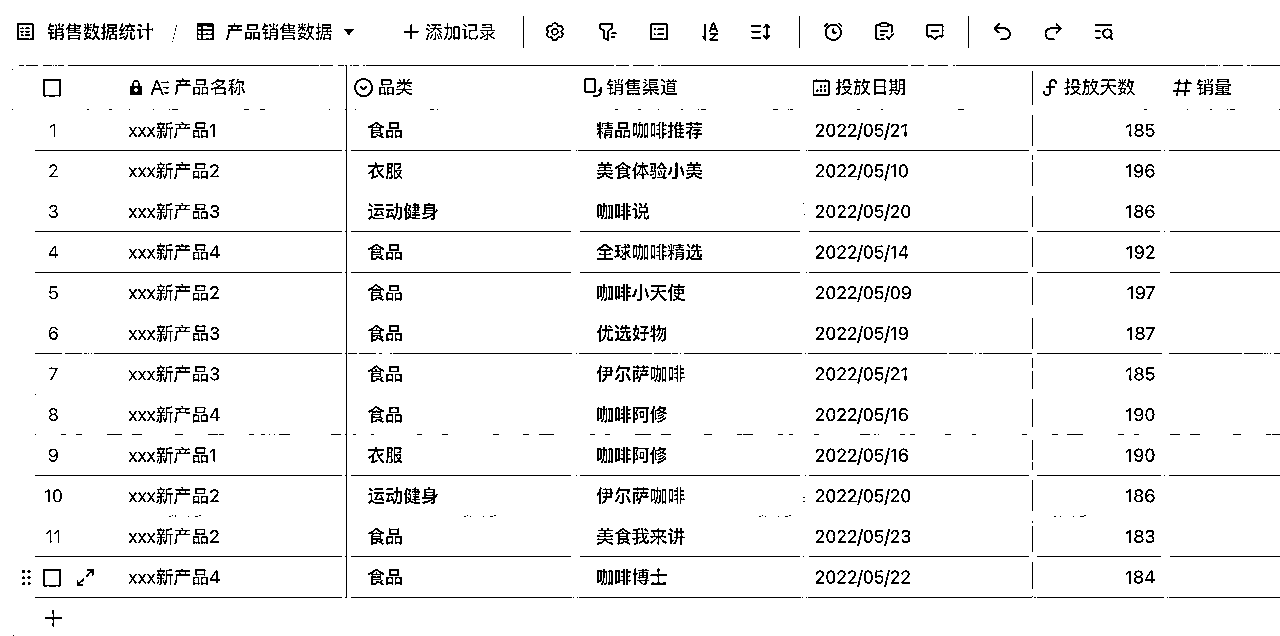 销售数据统计 / 产品销售数据 添加记录
产品名称 品类 销售渠道 投放日期 投放天数 销量
1 xxx新产品1 食品 精品咖啡推荐 2022/05/21 185
2 xxx新产品2 衣服 美食体验小美 2022/05/10 196
3 xxx新产品3 运动健身 咖啡说 2022/05/20 186
4 xxx新产品4 食品 全球咖啡精选 2022/05/14 192
5 xxx新产品2 食品 咖啡小天使 2022/05/09 197
6 xxx新产品3 食品 优选好物 2022/05/19 187
7 xxx新产品3 食品 伊尔萨咖啡 2022/05/21 185
8 xxx新产品4 食品 咖啡阿修 2022/05/16 190
9 xxx新产品1 衣服 咖啡阿修 2022/05/16 190
10 xxx新产品2 运动健身 伊尔萨咖啡 2022/05/20 186
11 xxx新产品2 食品 美食我来讲 2022/05/23 183
xxx新产品4 食品 咖啡博士 2022/05/22 184